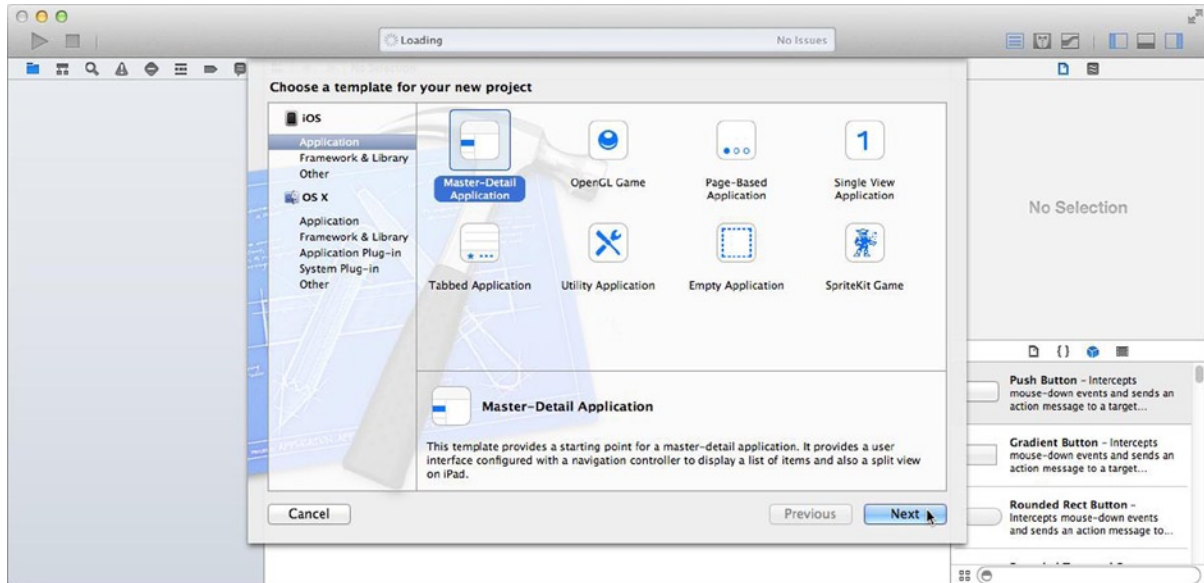 Loading
No Issues
No Selection
Choose a template for your new project
iOS
Application
Framework & Library
Other
OS X
Application
Framework & Library
Application Plug-in
System Plug-in
Other
Master-Detail
Application
OpenGL Game
Page-Based
Application
1
Single View
Application
Tabbed Application
Utility Application
Empty Application
SpriteKit Game
Master-Detail Application
This template provides a starting point for a master-detail application. It provides a user
interface configured with a navigation controller to display a list of items and also a split view
on iPad.
Cancel
Previous
Next
No Selection
{}
Push Button - Intercepts
mouse-down events and sends an
action message to a target...
Gradient Button - Intercepts
mouse-down events and sends an
action message to a target...
Rounded Rect Button -
Intercepts mouse-down events
and sends an action message to...